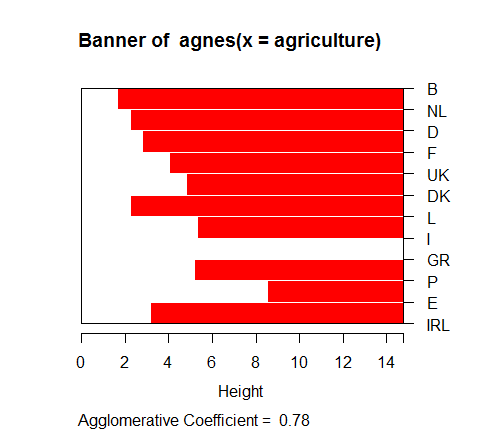 Banner of agnes(x = agriculture)
B
NL
D
F
UK
DK
L
I
GR
P
E
IRL
0 2 4 6 8 10 12 14
Height
Agglomerative Coefficient = 0.78